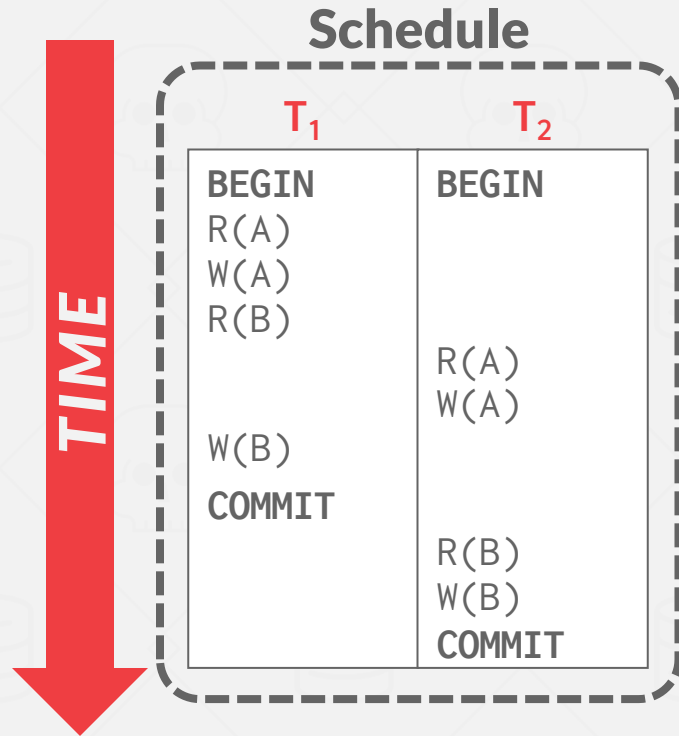 Schedule
TIME
T₁ T₂
BEGIN BEGIN
R(A)
W(A)
R(B)
R(A)
W(A)
W(B)
COMMIT
R(B)
W(B)
COMMIT